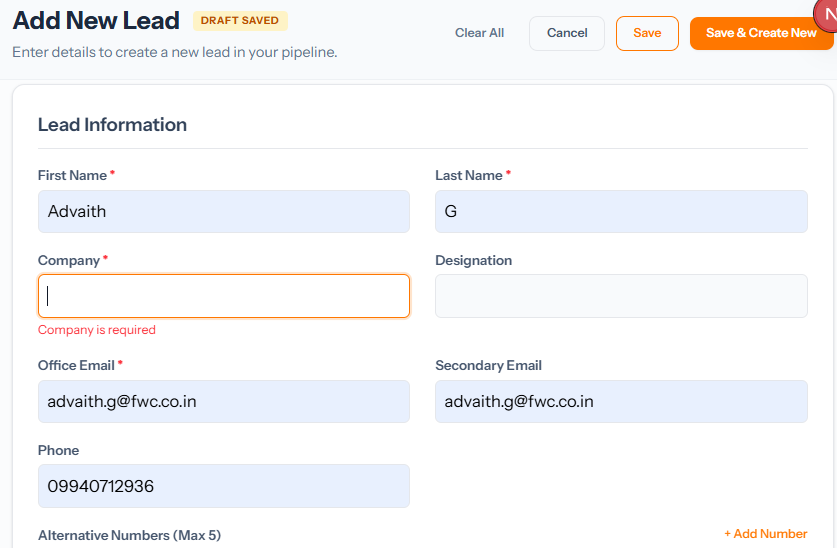 Add New Lead DRAFT SAVED
Enter details to create a new lead in your pipeline.
Clear All Cancel Save Save & Create New
N
Lead Information
First Name * Last Name *
Advaith G
Company * Designation
Company is required
Office Email * Secondary Email
advaith.g@fwc.co.in advaith.g@fwc.co.in
Phone
09940712936
Alternative Numbers (Max 5) + Add Number